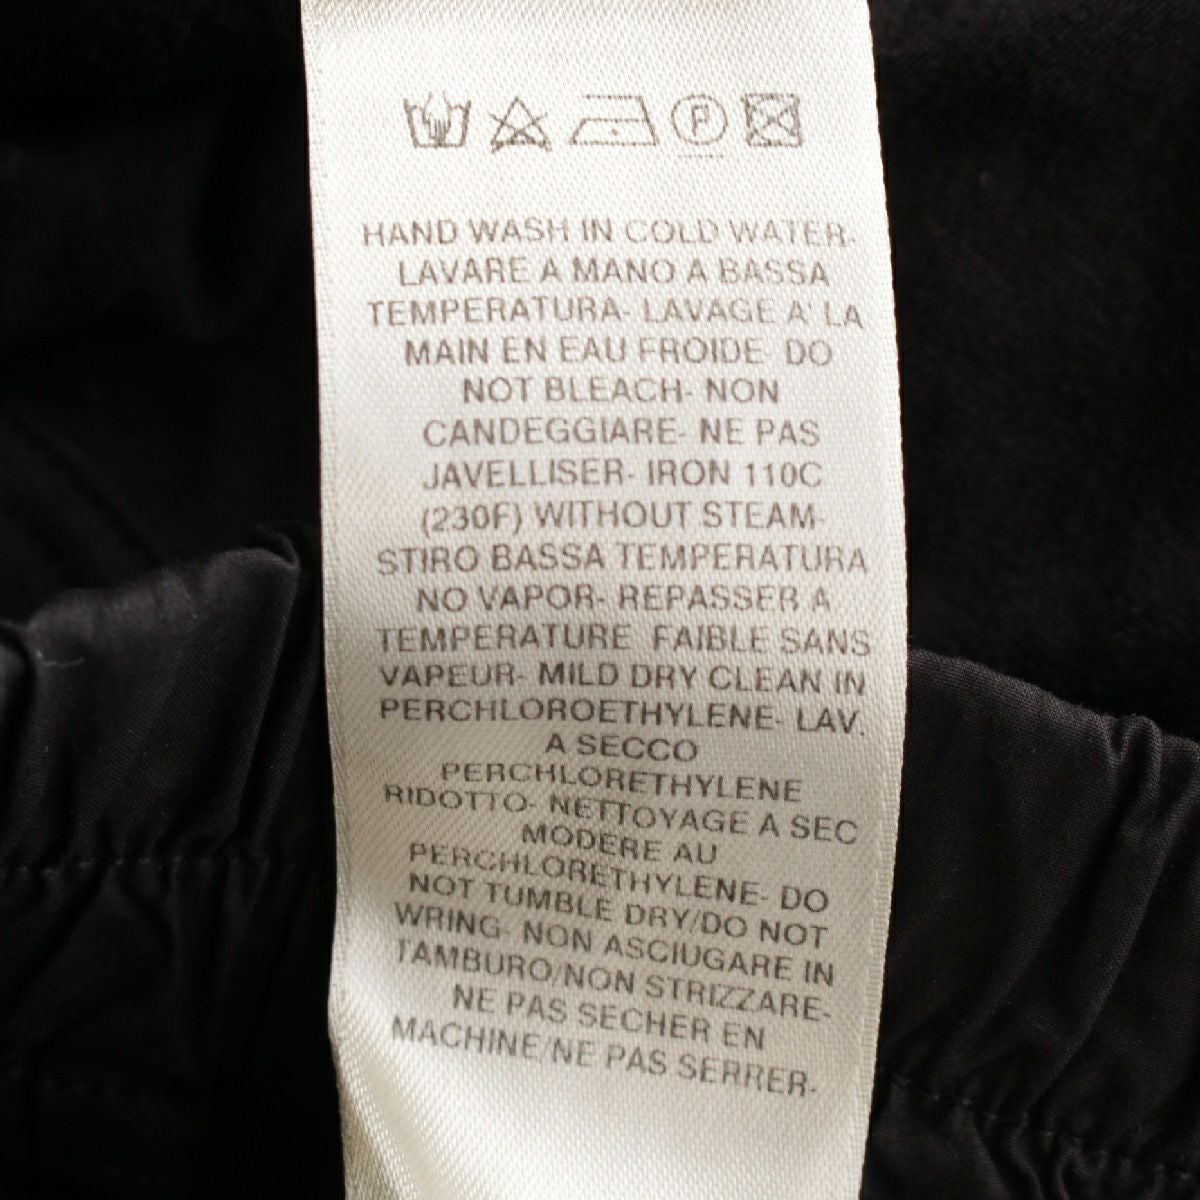 F
HAND WASH IN COLD WATER-
LAVARE A MANO A BASSA
TEMPERATURA- LAVAGE A' LA
MAIN EN EAU FROIDE- DO
NOT BLEACH- NON
CANDEGGIARE- NE PAS
JAVELLISER- IRON 110C
(230F) WITHOUT STEAM-
STIRO BASSA TEMPERATURA
NO VAPOR- REPASSER A
TEMPERATURE FAIBLE SANS
VAPEUR- MILD DRY CLEAN IN
PERCHLOROETHYLENE- LAV.
A SECCO
PERCHLORETHYLENE
RIDOTTO- NETTOYAGE A SEC
MODERE AU
PERCHLORETHYLENE- DO
NOT TUMBLE DRY/DO NOT
WRING- NON ASCIUGARE IN
TAMBURO/NON STRIZZARE-
NE PAS SECHER EN
MACHINE/NE PAS SERRER-